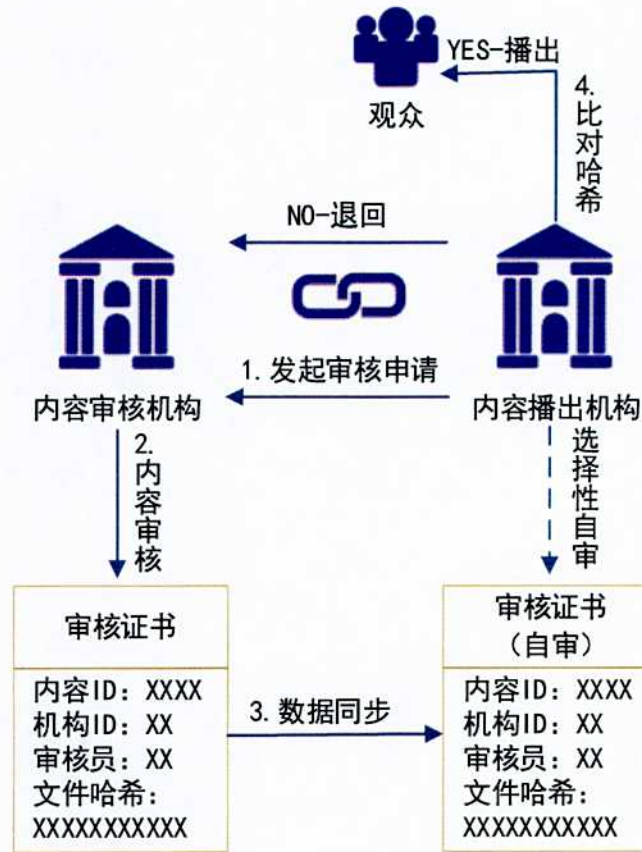 YES-播出
观众
4.比对哈希
NO-退回
1.发起审核申请
内容审核机构
内容播出机构
2.内容审核
选择性自审
审核证书
内容ID：XXXX
机构ID：XX
审核员：XX
文件哈希：
XXXXXXXXXXX
3.数据同步
审核证书
（自审）
内容ID：XXXX
机构ID：XX
审核员：XX
文件哈希：
XXXXXXXXXXX